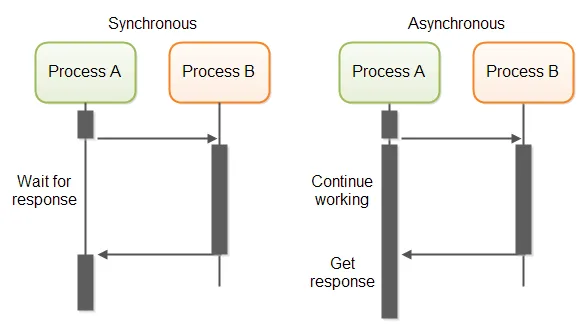 Synchronous
Asynchronous
Process A
Process B
Process A
Process B
Wait for
response
Continue
working
Get
response